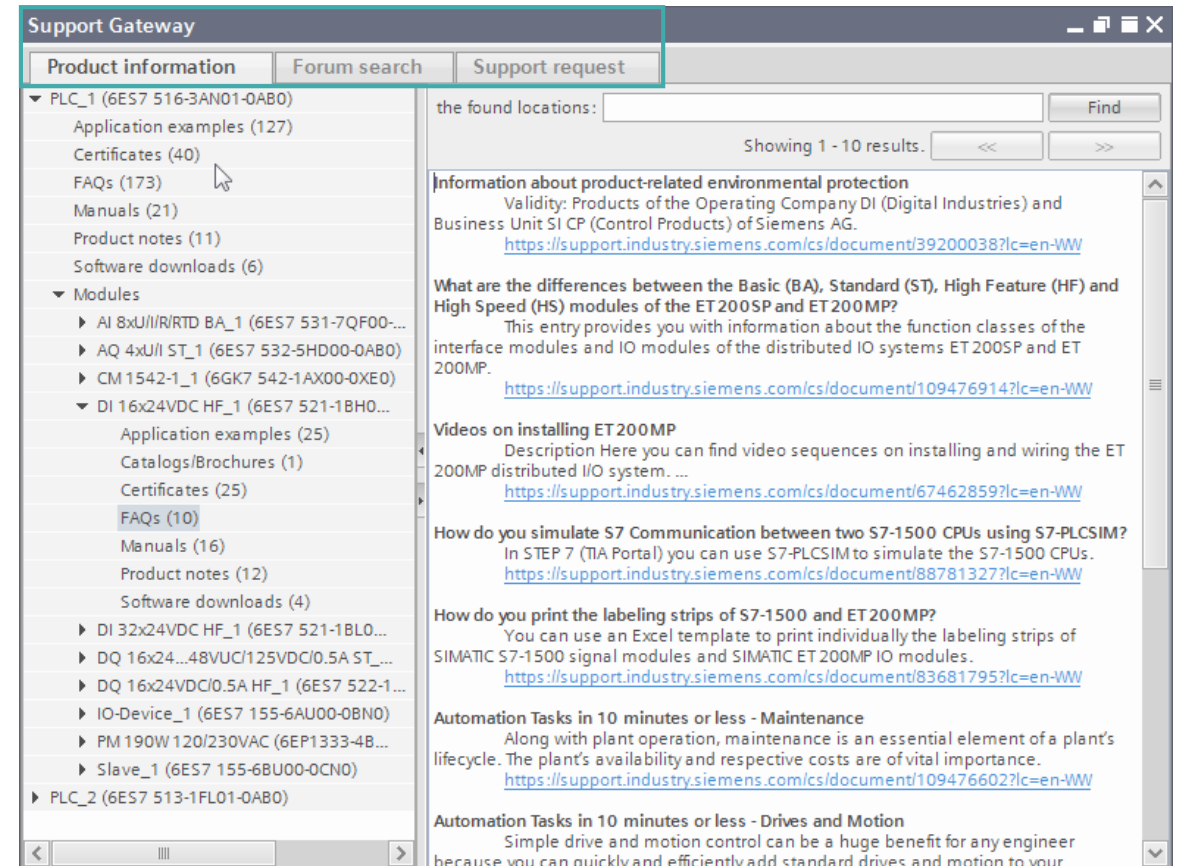 Support Gateway
Product information
Forum search
Support request
PLC_1 (6ES7 516-3AN01-0AB0)
Application examples (127)
Certificates (40)
FAQs (173)
Manuals (21)
Product notes (11)
Software downloads (6)
Modules
AI 8xU/I/R/RTD BA_1 (6ES7 531-7QF00-...
AQ 4xU/I ST_1 (6ES7 532-5HD00-0AB0)
CM 1542-1_1 (6GK7 542-1AX00-0XE0)
DI 16x24VDC HF_1 (6ES7 521-1BH0...
Application examples (25)
Catalogs/Brochures (1)
Certificates (25)
FAQs (10)
Manuals (16)
Product notes (12)
Software downloads (4)
DI 32x24VDC HF_1 (6ES7 521-1BL0...
DQ 16x24...48VUC/125VDC/0.5A ST_...
DQ 16x24VDC/0.5A HF_1 (6ES7 522-1...
IO-Device_1 (6ES7 155-6AU00-0BN0)
PM 190W 120/230VAC (6EP1333-4B...
Slave_1 (6ES7 155-6BU00-0CN0)
PLC_2 (6ES7 513-1FL01-0AB0)
the found locations:
Find
Showing 1 - 10 results.
<<
>>
Information about product-related environmental protection
Validity: Products of the Operating Company DI (Digital Industries) and
Business Unit SI CP (Control Products) of Siemens AG.
https://support.industry.siemens.com/cs/document/39200038?lc=en-WW
What are the differences between the Basic (BA), Standard (ST), High Feature (HF) and
High Speed (HS) modules of the ET 200SP and ET 200MP?
This entry provides you with information about the function classes of the
interface modules and IO modules of the distributed IO systems ET 200SP and ET
200MP.
https://support.industry.siemens.com/cs/document/109476914?lc=en-WW
Videos on installing ET 200MP
Description Here you can find video sequences on installing and wiring the ET
200MP distributed I/O system. ...
https://support.industry.siemens.com/cs/document/67462859?lc=en-WW
How do you simulate S7 Communication between two S7-1500 CPUs using S7-PLCSIM?
In STEP 7 (TIA Portal) you can use S7-PLCSIM to simulate the S7-1500 CPUs.
https://support.industry.siemens.com/cs/document/88781327?lc=en-WW
How do you print the labeling strips of S7-1500 and ET 200MP?
You can use an Excel template to print individually the labeling strips of
SIMATIC S7-1500 signal modules and SIMATIC ET 200MP IO modules.
https://support.industry.siemens.com/cs/document/83681795?lc=en-WW
Automation Tasks in 10 minutes or less - Maintenance
Along with plant operation, maintenance is an essential element of a plant's
lifecycle. The plant's availability and respective costs are of vital importance.
https://support.industry.siemens.com/cs/document/109476602?lc=en-WW
Automation Tasks in 10 minutes or less - Drives and Motion
Simple drive and motion control can be a huge benefit for any engineer
because you can quickly and efficiently add standard drives and motion to your